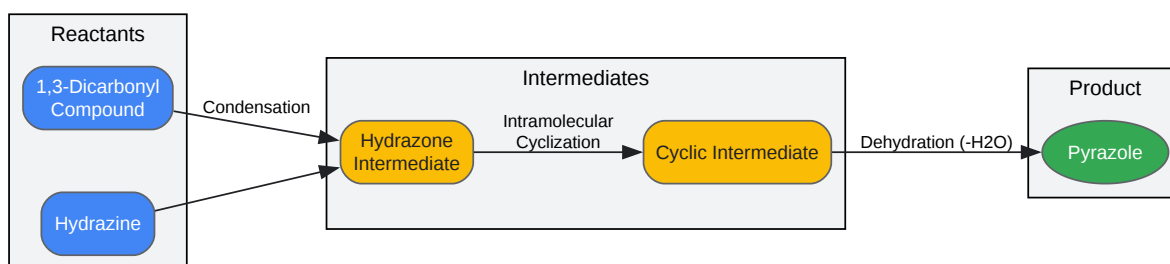 Reactants
1,3-Dicarbonyl
Compound
Hydrazine
Condensation
Intermediates
Hydrazone
Intermediate
Intramolecular
Cyclization
Cyclic Intermediate
Dehydration (-H2O)
Product
Pyrazole